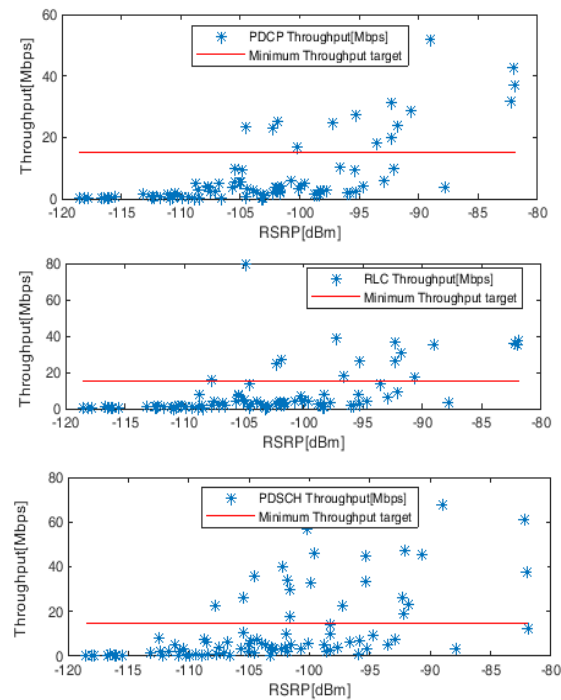 60
40
20
0
Throughput[Mbps]
PDCP Throughput[Mbps]
Minimum Throughput target
-120 -115 -110 -105 -100 -95 -90 -85 -80
RSRP[dBm]
80
60
40
20
0
Throughput[Mbps]
RLC Throughput[Mbps]
Minimum Throughput target
-120 -115 -110 -105 -100 -95 -90 -85 -80
RSRP[dBm]
80
60
40
20
0
Throughput[Mbps]
PDSCH Throughput[Mbps]
Minimum Throughput target
-120 -115 -110 -105 -100 -95 -90 -85 -80
RSRP[dBm]